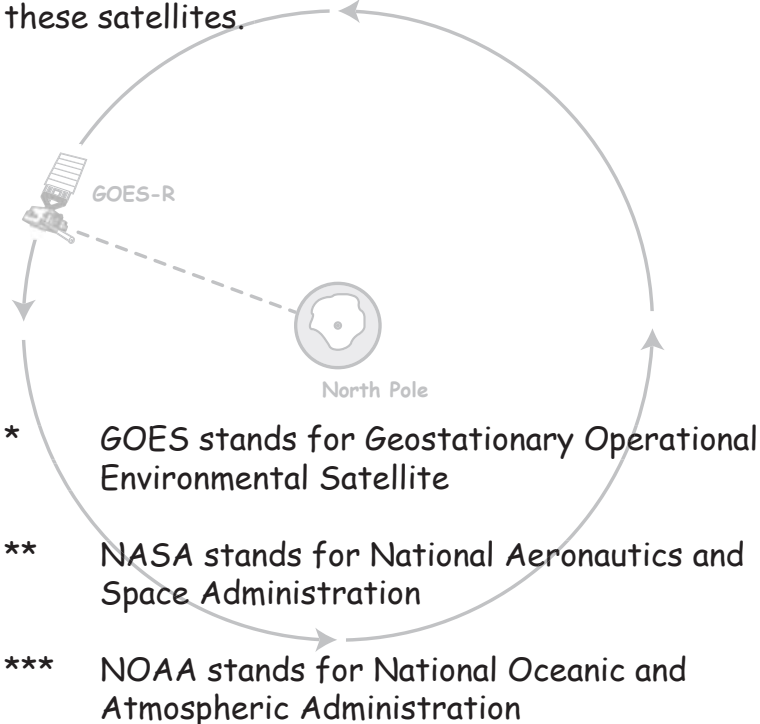 these satellites.
GOES-R
North Pole
* GOES stands for Geostationary Operational
Environmental Satellite
** NASA stands for National Aeronautics and
Space Administration
*** NOAA stands for National Oceanic and
Atmospheric Administration